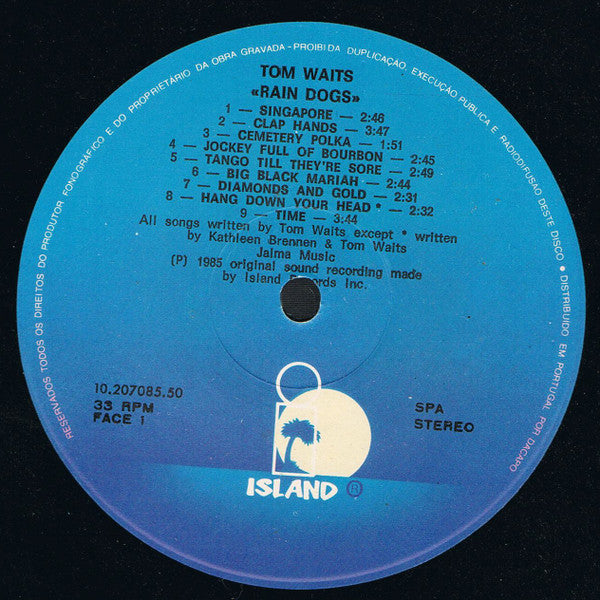 RESERVADOS TODOS OS DIREITOS DO PRODUTOR FONOGRÁFICO E DO PROPRIETÁRIO DA OBRA GRAVADA - PROIBIDA DUPLICAÇÃO, EXECUÇÃO PUBLICA E RADIODIFUSÃO DESTE DISCO • DISTRIBUIDO EM PORTUGAL POR DACAPO
TOM WAITS
«RAIN DOGS»
1 — SINGAPORE — 2:46
2 — CLAP HANDS — 3:47
3 — CEMETERY POLKA — 1:51
4 — JOCKEY FULL OF BOURBON — 2:45
5 — TANGO TILL THEY'RE SORE — 2:49
6 — BIG BLACK MARIAH — 2:44
7 — DIAMONDS AND GOLD — 2:31
8 — HANG DOWN YOUR HEAD * — 2:32
9 — TIME — 3:44
All songs written by Tom Waits except * written
by Kathleen Brennen & Tom Waits
Jalma Music
(P) 1985 original sound recording made
by Island Records Inc.
10.207085.50
33 RPM
FACE 1
SPA
STEREO
ISLAND ®